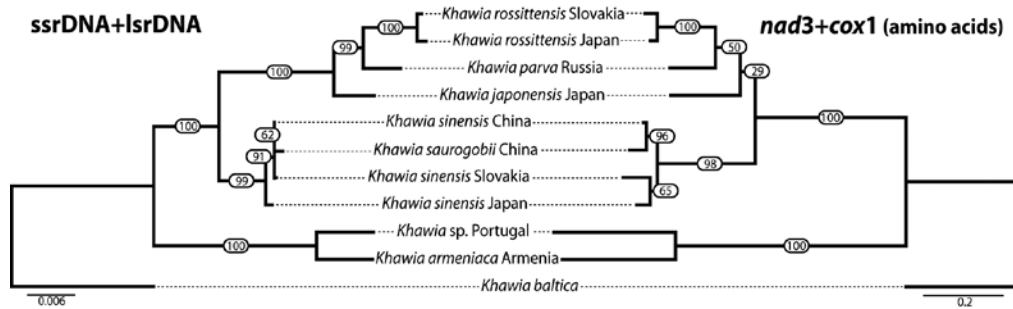 ssrDNA+lsrDNA
nad3+cox1 (amino acids)
Khawia rossittensis Slovakia
100
100
Khawia rossittensis Japan
99
50
Khawia parva Russia
100
29
Khawia japonensis Japan
100
100
Khawia sinensis China
62
96
Khawia saurogobii China
91
98
Khawia sinensis Slovakia
99
65
Khawia sinensis Japan
Khawia sp. Portugal
100
100
Khawia armeniaca Armenia
Khawia baltica
0.006
0.2